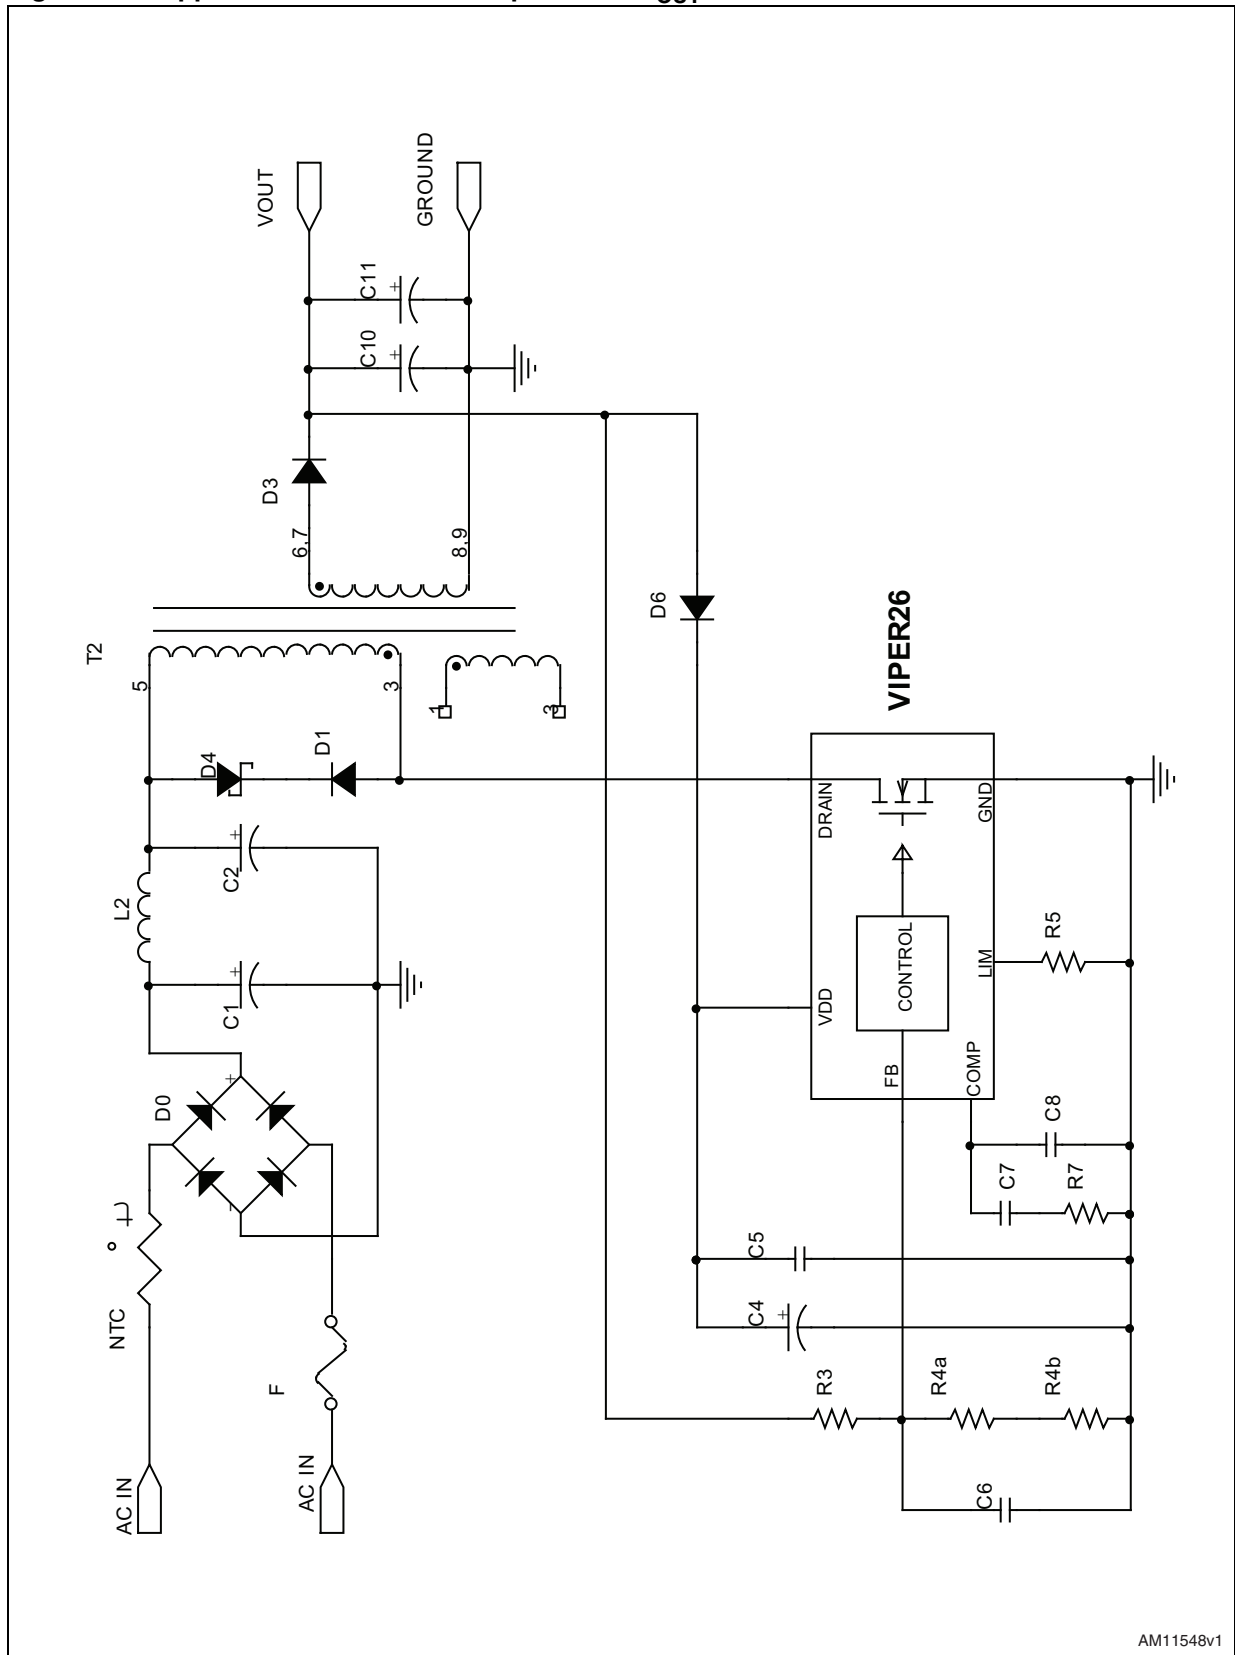 VOUT
GROUND
C11
C10
D3
6,7
8,9
T2
5
3
1
3
D4
D1
L2
C2
C1
D0
+
-
NTC
F
AC IN
AC IN
D6
VIPER26
DRAIN
GND
CONTROL
VDD
LIM
FB
COMP
R5
C8
C7
R7
C5
C4
R3
R4a
R4b
C6
+
+
+
+
+
AM11548v1